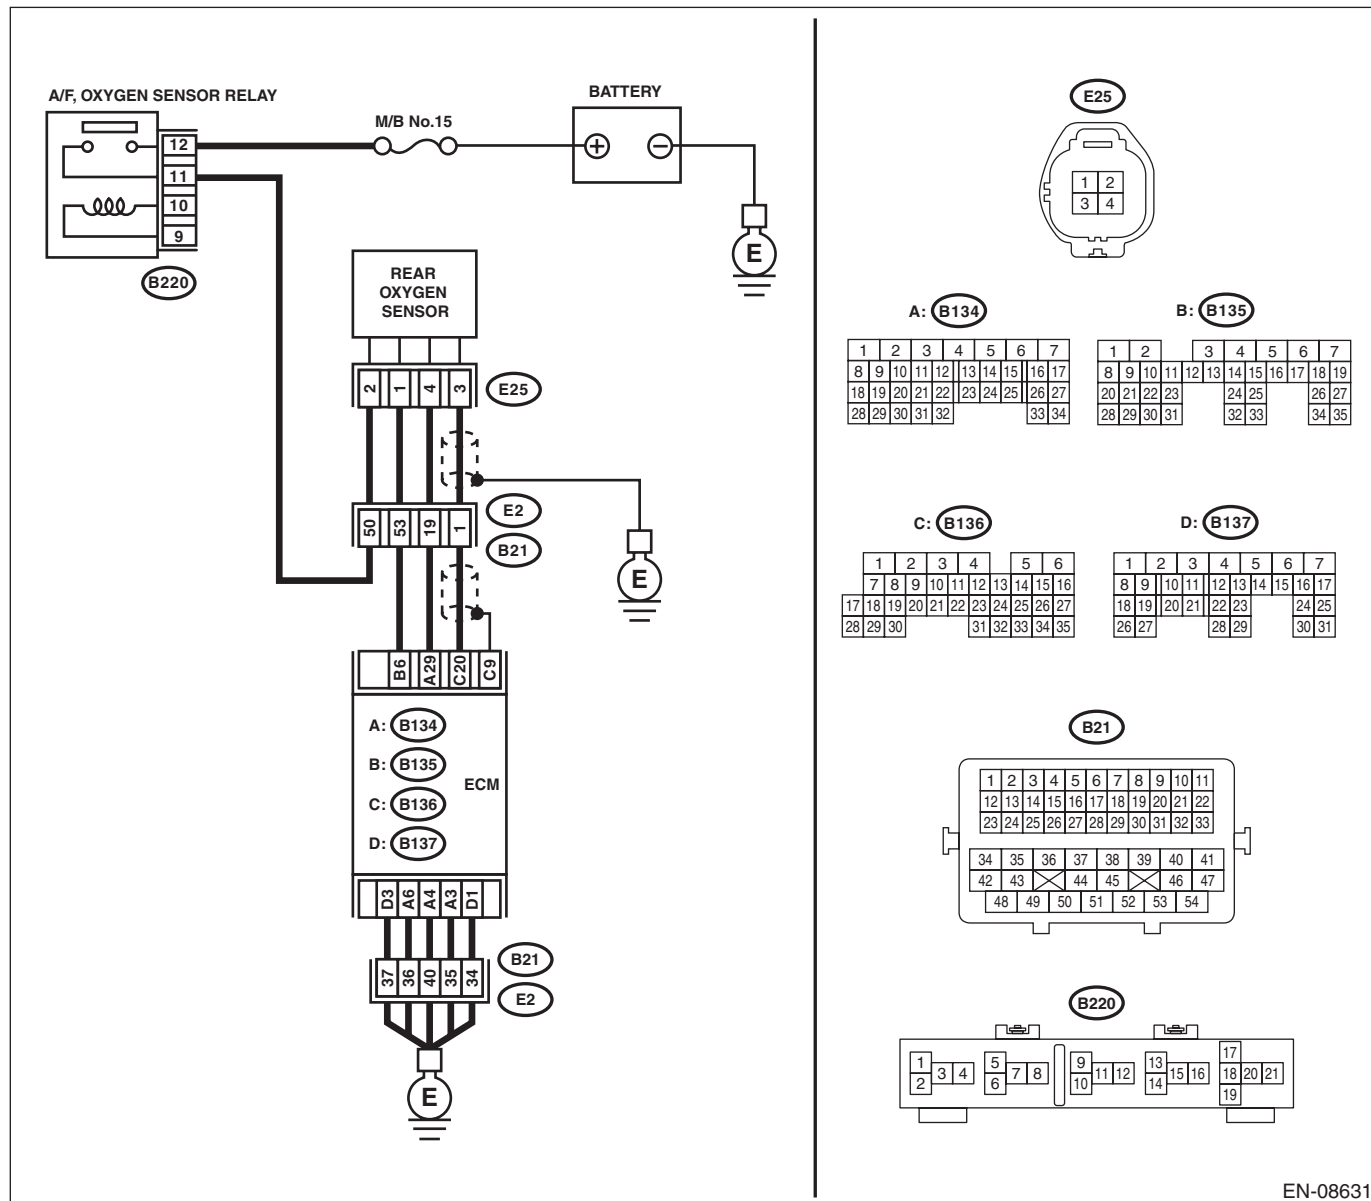 A/F, OXYGEN SENSOR RELAY
12
11
10
9
B220
M/B No.15
BATTERY
+
−
E
REAR
OXYGEN
SENSOR
2 1 4 3
E25
50 53 19 1
E2
B21
E
B6 A29 C20 C9
A: B134
B: B135
C: B136
D: B137
ECM
D3 A6 A4 A3 D1
37 36 40 35 34
B21
E2
E
E25
1 2
3 4
A: B134
1 2 3 4 5 6 7
8 9 10 11 12 13 14 15 16 17
18 19 20 21 22 23 24 25 26 27
28 29 30 31 32 33 34
B: B135
1 2 3 4 5 6 7
8 9 10 11 12 13 14 15 16 17 18 19
20 21 22 23 24 25 26 27
28 29 30 31 32 33 34 35
C: B136
1 2 3 4 5 6
7 8 9 10 11 12 13 14 15 16
17 18 19 20 21 22 23 24 25 26 27
28 29 30 31 32 33 34 35
D: B137
1 2 3 4 5 6 7
8 9 10 11 12 13 14 15 16 17
18 19 20 21 22 23 24 25
26 27 28 29 30 31
B21
1 2 3 4 5 6 7 8 9 10 11
12 13 14 15 16 17 18 19 20 21 22
23 24 25 26 27 28 29 30 31 32 33
34 35 36 37 38 39 40 41
42 43 44 45 46 47
48 49 50 51 52 53 54
B220
1 2 3 4
5 6 7 8
9 10 11 12
13 14 15 16
17 18 19 20 21
EN-08631